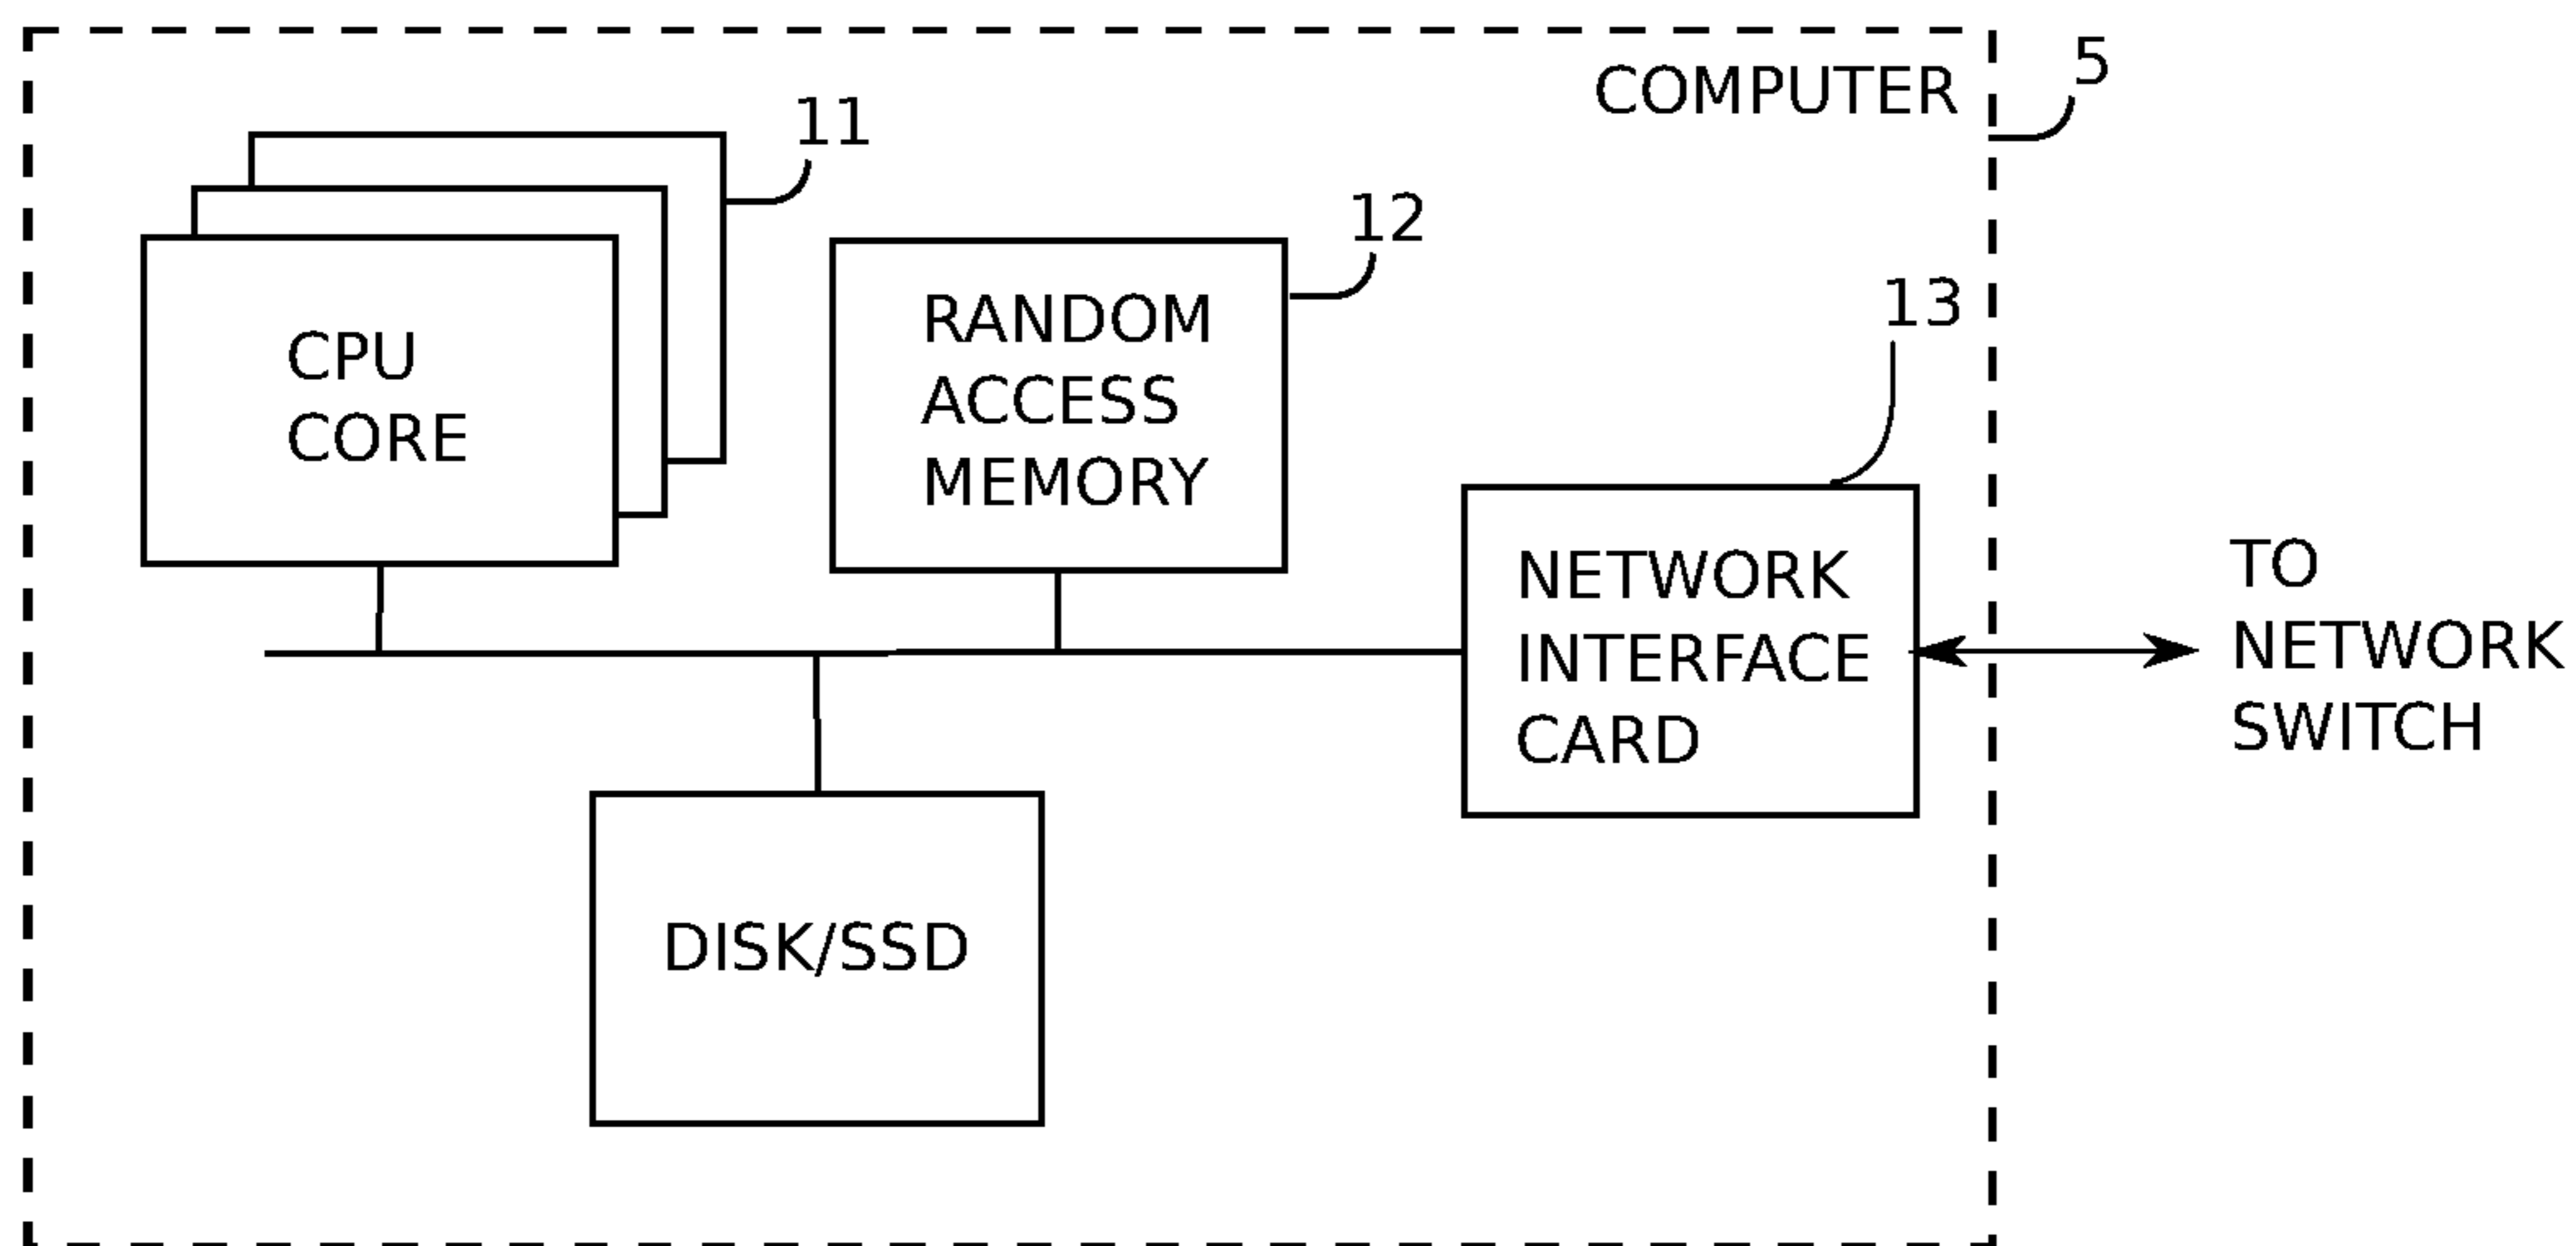 COMPUTER
5
11
12
13
CPU
CORE
RANDOM
ACCESS
MEMORY
NETWORK
INTERFACE
CARD
TO
NETWORK
SWITCH
DISK/SSD